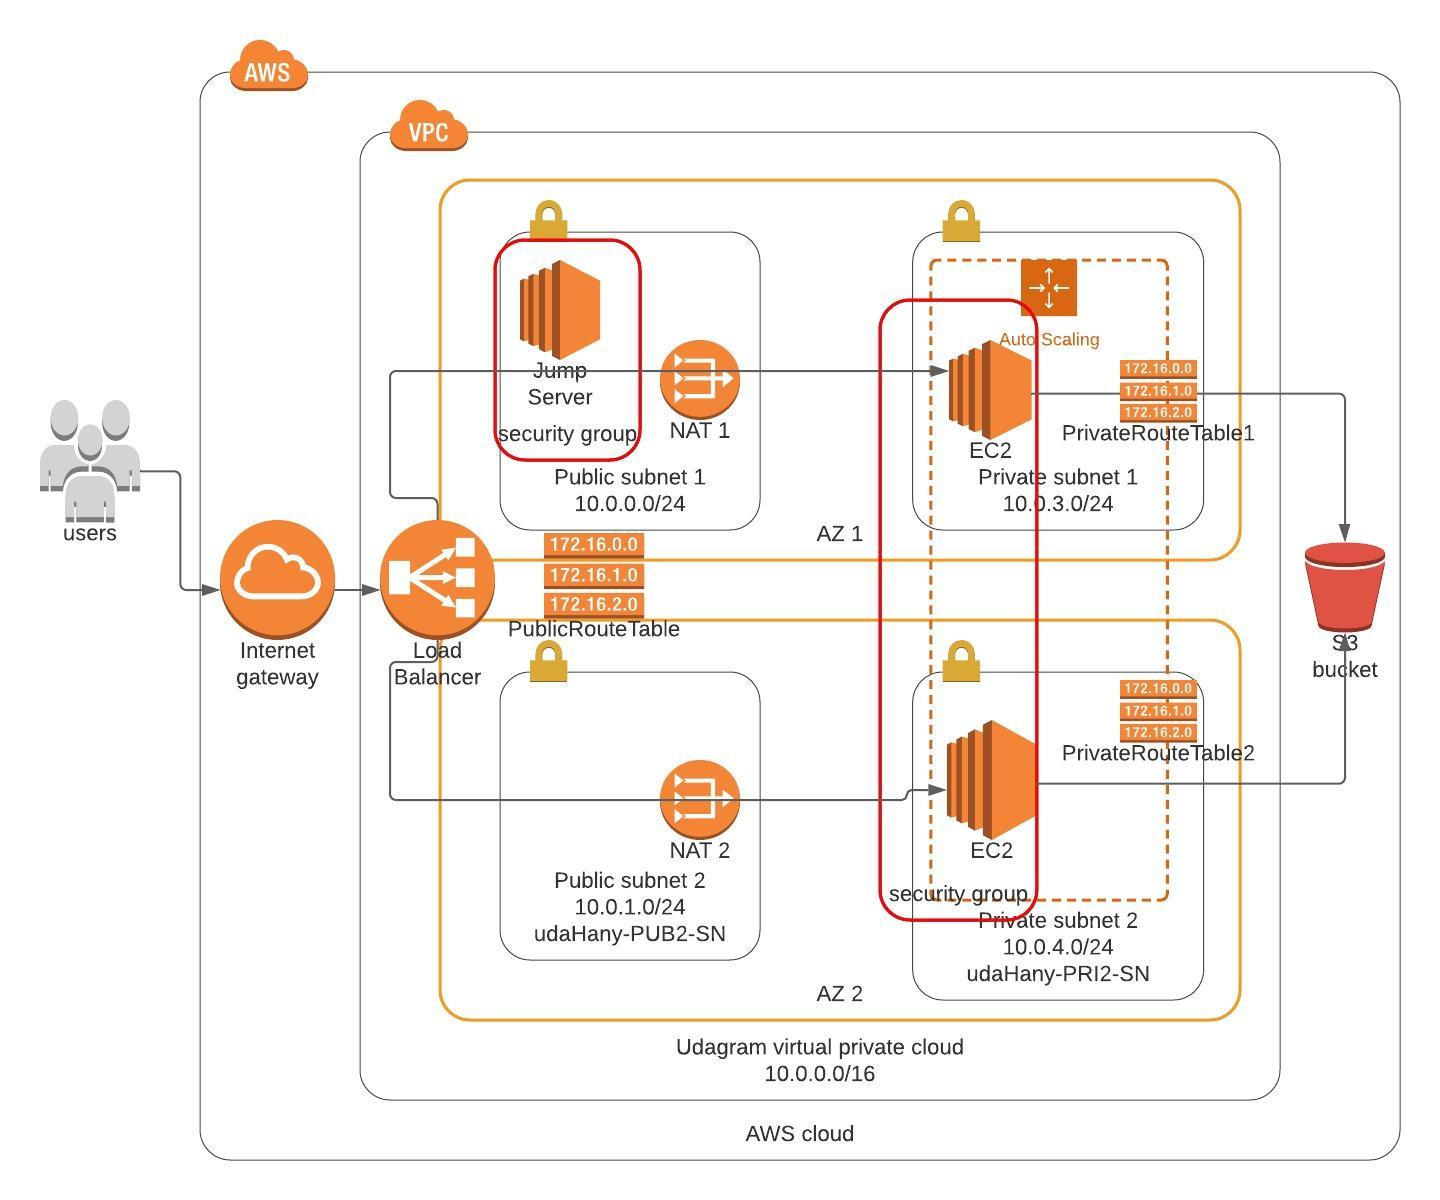 AWS
VPC
Auto Scaling
172.16.0.0
172.16.1.0
172.16.2.0
PrivateRouteTable1
Jump
Server
security group
NAT 1
EC2
Public subnet 1
10.0.0.0/24
Private subnet 1
10.0.3.0/24
AZ 1
users
172.16.0.0
172.16.1.0
172.16.2.0
PublicRouteTable
Internet
gateway
Load
Balancer
S3
bucket
172.16.0.0
172.16.1.0
172.16.2.0
PrivateRouteTable2
NAT 2
EC2
Public subnet 2
10.0.1.0/24
udaHany-PUB2-SN
security group
Private subnet 2
10.0.4.0/24
udaHany-PRI2-SN
AZ 2
Udagram virtual private cloud
10.0.0.0/16
AWS cloud